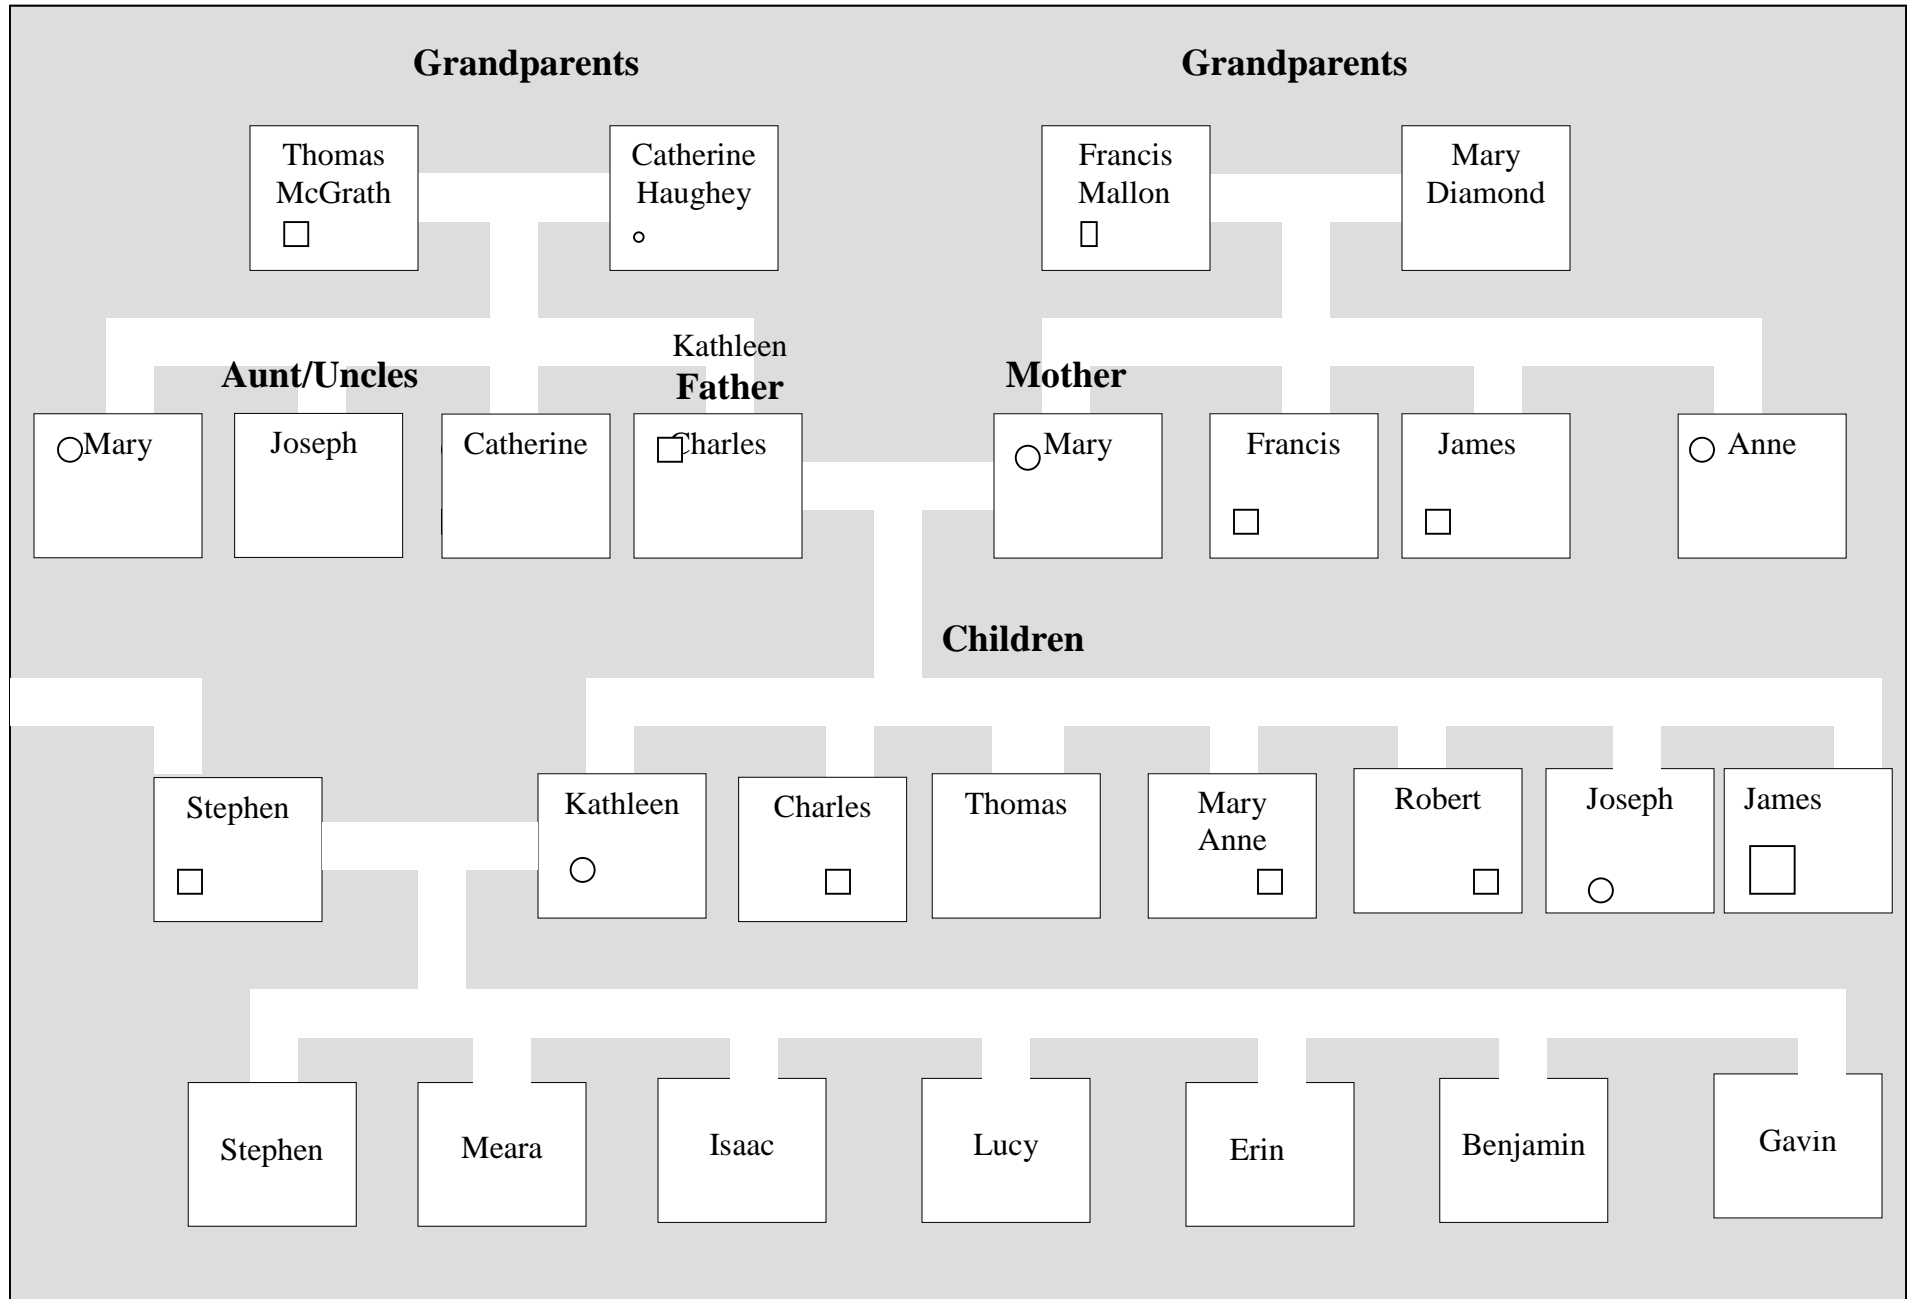 Grandparents
Grandparents
Thomas
McGrath
Catherine
Haughey
Francis
Mallon
Mary
Diamond
Kathleen
Aunt/Uncles
Father
Mother
Mary
Joseph
Catherine
Charles
Mary
Francis
James
Anne
Children
Stephen
Kathleen
Charles
Thomas
Mary
Anne
Robert
Joseph
James
Stephen
Meara
Isaac
Lucy
Erin
Benjamin
Gavin